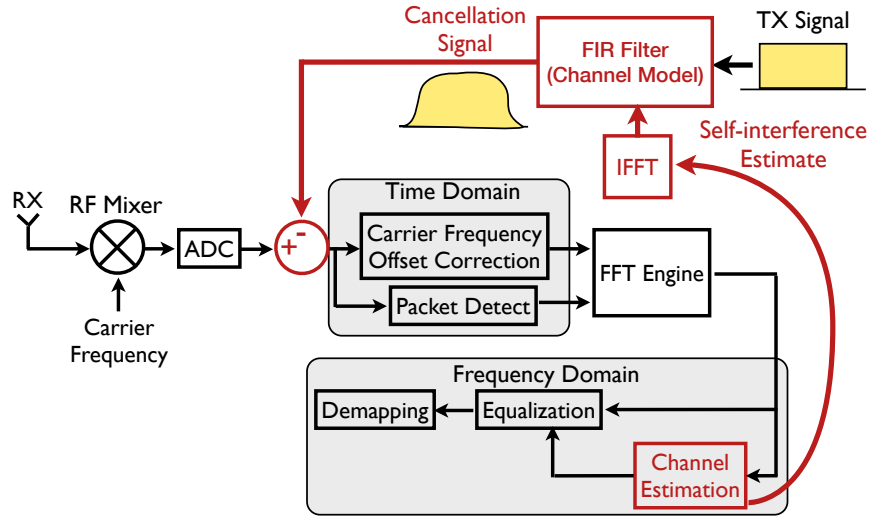 Cancellation
Signal
FIR Filter
(Channel Model)
TX Signal
Self-interference
Estimate
IFFT
RX
RF Mixer
ADC
+-
Carrier
Frequency
Time Domain
Carrier Frequency
Offset Correction
Packet Detect
FFT Engine
Frequency Domain
Demapping
Equalization
Channel
Estimation